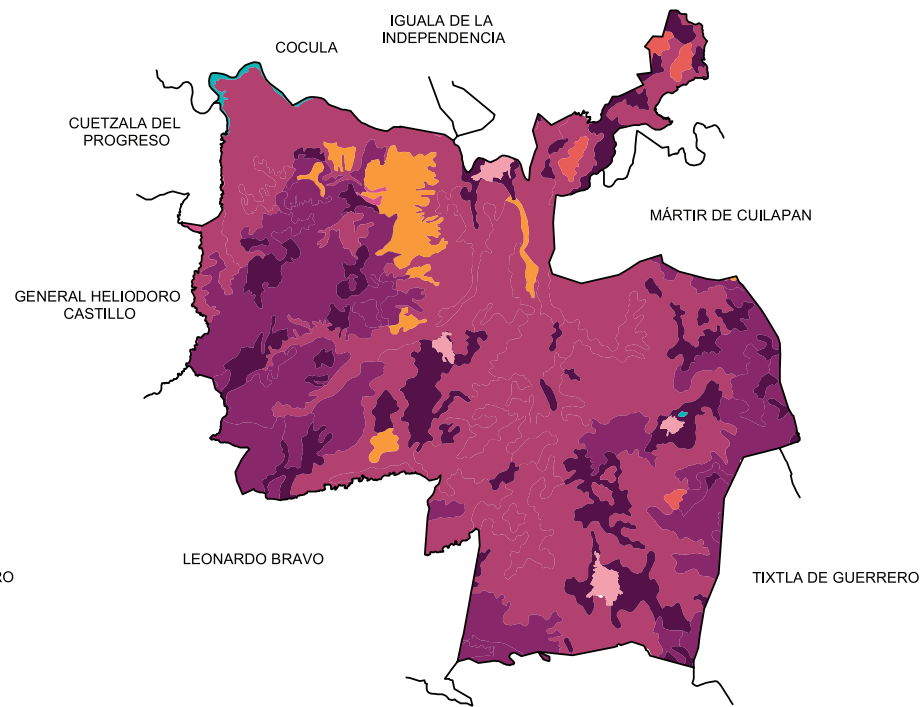 IGUALA DE LA
INDEPENDENCIA
COCULA
CUETZALA DEL
PROGRESO
MÁRTIR DE CUILAPAN
GENERAL HELIODORO
CASTILLO
LEONARDO BRAVO
RO
TIXTLA DE GUERRERO